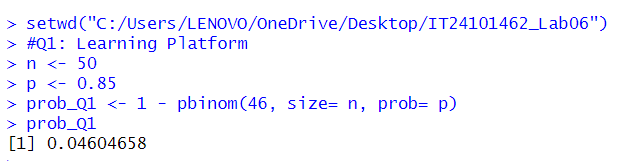 > setwd("C:/Users/LENOVO/OneDrive/Desktop/IT24101462_Lab06")
> #Q1: Learning Platform
> n <- 50
> p <- 0.85
> prob_Q1 <- 1 - pbinom(46, size= n, prob= p)
> prob_Q1
[1] 0.04604658